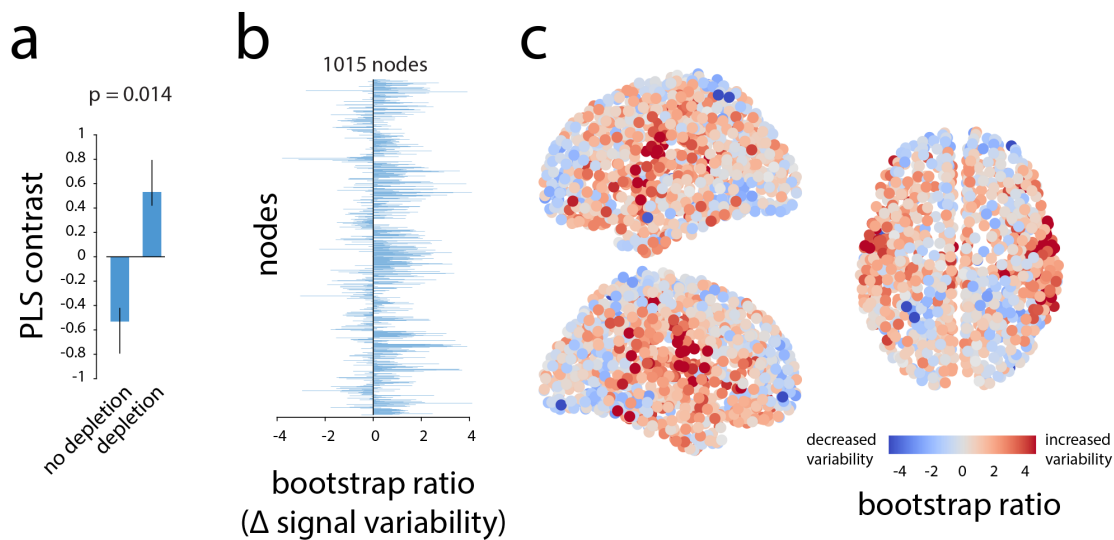 a
p = 0.014
PLS contrast
1
0.8
0.6
0.4
0.2
0
-0.2
-0.4
-0.6
-0.8
-1
no depletion
depletion
b
1015 nodes
nodes
-4
-2
0
2
4
bootstrap ratio
(Δ signal variability)
c
decreased
variability
increased
variability
-4
-2
0
2
4
bootstrap ratio